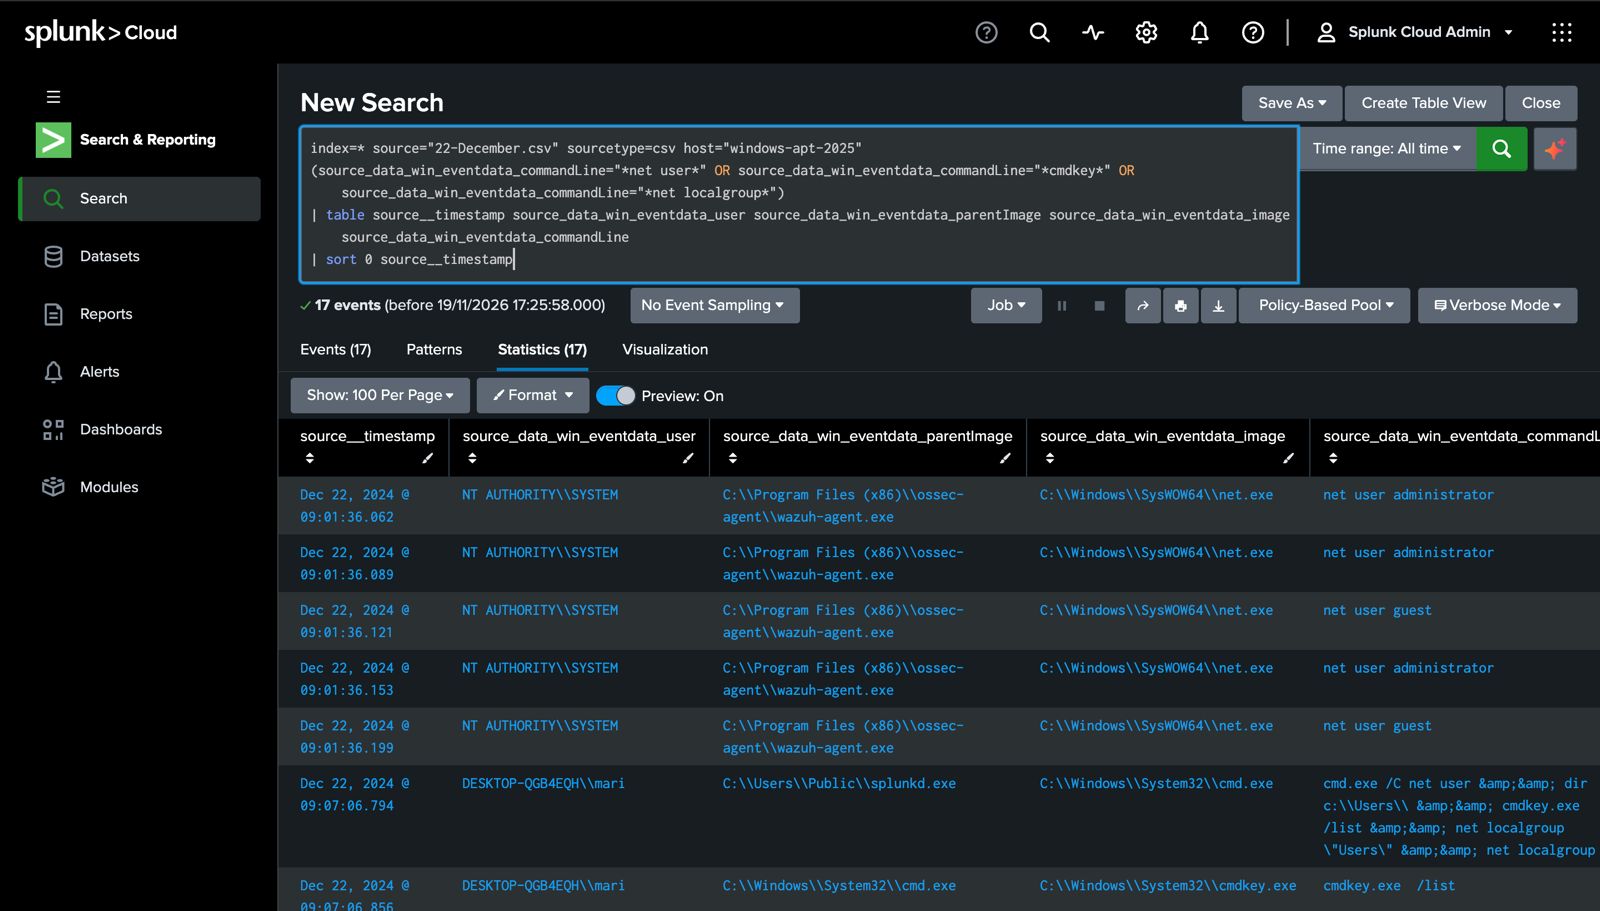 splunk> Cloud
Splunk Cloud Admin
Search & Reporting
Search
Datasets
Reports
Alerts
Dashboards
Modules
New Search
Save As
Create Table View
Close
index=* source="22-December.csv" sourcetype=csv host="windows-apt-2025"
(source_data_win_eventdata_commandLine="*net user*" OR source_data_win_eventdata_commandLine="*cmdkey*" OR
source_data_win_eventdata_commandLine="*net localgroup*")
| table source__timestamp source_data_win_eventdata_user source_data_win_eventdata_parentImage source_data_win_eventdata_image
source_data_win_eventdata_commandLine
| sort 0 source__timestamp
Time range: All time
17 events (before 19/11/2026 17:25:58.000)
No Event Sampling
Job
Policy-Based Pool
Verbose Mode
Events (17)
Patterns
Statistics (17)
Visualization
Show: 100 Per Page
Format
Preview: On
source__timestamp
source_data_win_eventdata_user
source_data_win_eventdata_parentImage
source_data_win_eventdata_image
source_data_win_eventdata_commandL
Dec 22, 2024 @
09:01:36.062
NT AUTHORITY\\SYSTEM
C:\\Program Files (x86)\\ossec-
agent\\wazuh-agent.exe
C:\\Windows\\SysWOW64\\net.exe
net user administrator
Dec 22, 2024 @
09:01:36.089
NT AUTHORITY\\SYSTEM
C:\\Program Files (x86)\\ossec-
agent\\wazuh-agent.exe
C:\\Windows\\SysWOW64\\net.exe
net user administrator
Dec 22, 2024 @
09:01:36.121
NT AUTHORITY\\SYSTEM
C:\\Program Files (x86)\\ossec-
agent\\wazuh-agent.exe
C:\\Windows\\SysWOW64\\net.exe
net user guest
Dec 22, 2024 @
09:01:36.153
NT AUTHORITY\\SYSTEM
C:\\Program Files (x86)\\ossec-
agent\\wazuh-agent.exe
C:\\Windows\\SysWOW64\\net.exe
net user administrator
Dec 22, 2024 @
09:01:36.199
NT AUTHORITY\\SYSTEM
C:\\Program Files (x86)\\ossec-
agent\\wazuh-agent.exe
C:\\Windows\\SysWOW64\\net.exe
net user guest
Dec 22, 2024 @
09:07:06.794
DESKTOP-QGB4EQH\\mari
C:\\Users\\Public\\splunkd.exe
C:\\Windows\\System32\\cmd.exe
cmd.exe /C net user &amp;&amp; dir
c:\\Users\\ &amp;&amp; cmdkey.exe
/list &amp;&amp; net localgroup
\"Users\" &amp;&amp; net localgroup
Dec 22, 2024 @
09:07:06.856
DESKTOP-QGB4EQH\\mari
C:\\Windows\\System32\\cmd.exe
C:\\Windows\\System32\\cmdkey.exe
cmdkey.exe  /list